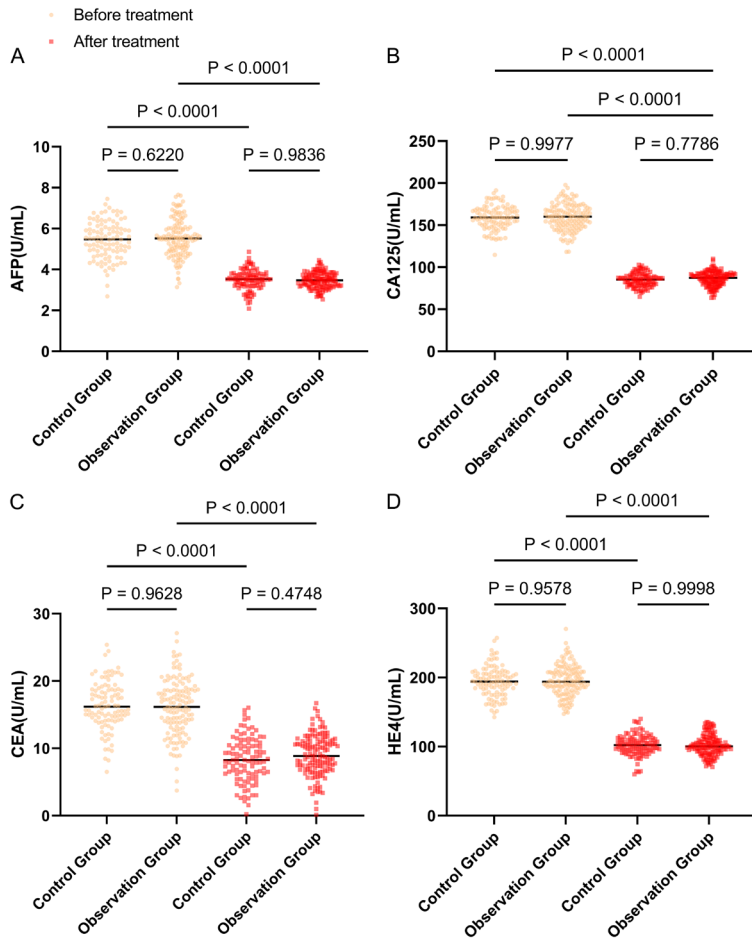 Before treatment
After treatment
A
P < 0.0001
P < 0.0001
P = 0.6220
P = 0.9836
AFP(U/mL)
10
8
6
4
2
0
Control Group
Observation Group
Control Group
Observation Group
B
P < 0.0001
P < 0.0001
P = 0.9977
P = 0.7786
CA125(U/mL)
250
200
150
100
50
0
Control Group
Observation Group
Control Group
Observation Group
C
P < 0.0001
P < 0.0001
P = 0.9628
P = 0.4748
CEA(U/mL)
30
20
10
0
Control Group
Observation Group
Control Group
Observation Group
D
P < 0.0001
P < 0.0001
P = 0.9578
P = 0.9998
HE4(U/mL)
300
200
100
0
Control Group
Observation Group
Control Group
Observation Group